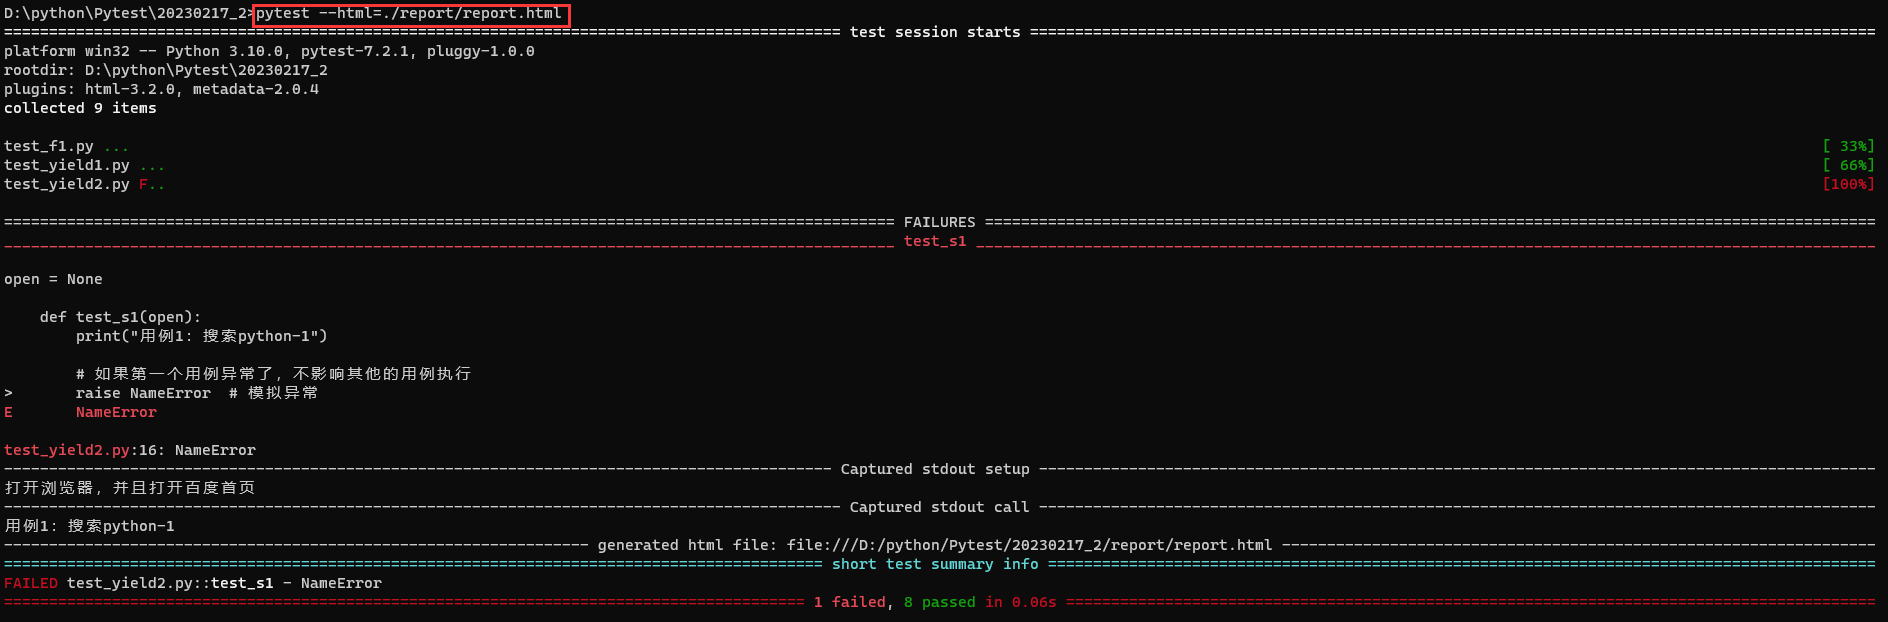 D:\python\Pytest\20230217_2>pytest --html=./report/report.html
============================================================================================= test session starts ==============================================================================================
platform win32 -- Python 3.10.0, pytest-7.2.1, pluggy-1.0.0
rootdir: D:\python\Pytest\20230217_2
plugins: html-3.2.0, metadata-2.0.4
collected 9 items
test_f1.py ... [ 33%]
test_yield1.py ... [ 66%]
test_yield2.py F.. [100%]
=================================================================================================== FAILURES ===================================================================================================
___________________________________________________________________________________________________ test_s1 ____________________________________________________________________________________________________
open = None
    def test_s1(open):
        print("用例1：搜索python-1")
        # 如果第一个用例异常了，不影响其他的用例执行
>       raise NameError  # 模拟异常
E       NameError
test_yield2.py:16: NameError
-------------------------------------------------------------------------------------------- Captured stdout setup ---------------------------------------------------------------------------------------------
打开浏览器，并且打开百度首页
--------------------------------------------------------------------------------------------- Captured stdout call ---------------------------------------------------------------------------------------------
用例1：搜索python-1
----------------------------------------------------------------- generated html file: file:///D:/python/Pytest/20230217_2/report/report.html ------------------------------------------------------------------
=========================================================================================== short test summary info ============================================================================================
FAILED test_yield2.py::test_s1 - NameError
========================================================================================= 1 failed, 8 passed in 0.06s ==========================================================================================